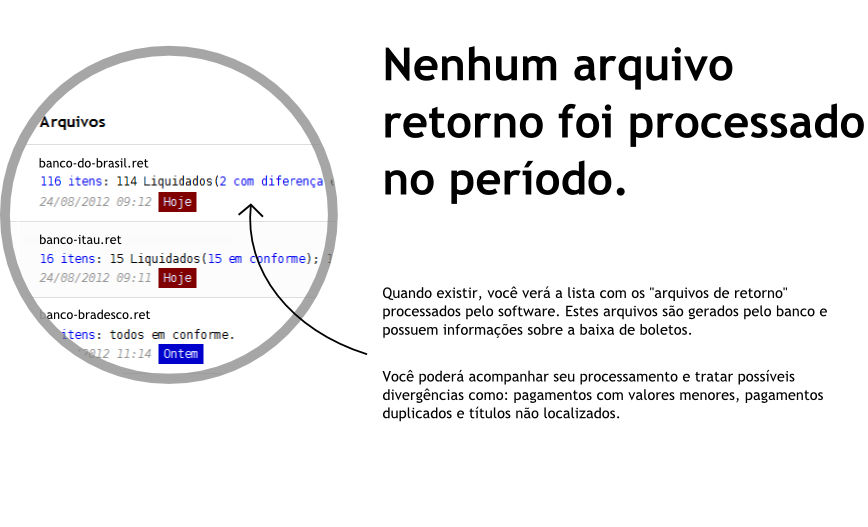 Nenhum arquivo
retorno foi processado
no período.
Arquivos
banco-do-brasil.ret
116 itens: 114 Liquidados(2 com diferença
24/08/2012 09:12 Hoje
banco-itau.ret
16 itens: 15 Liquidados(15 em conforme);
24/08/2012 09:11 Hoje
banco-bradesco.ret
itens: todos em conforme.
2012 11:14 Ontem
Quando existir, você verá a lista com os "arquivos de retorno"
processados pelo software. Estes arquivos são gerados pelo banco e
possuem informações sobre a baixa de boletos.
Você poderá acompanhar seu processamento e tratar possíveis
divergências como: pagamentos com valores menores, pagamentos
duplicados e títulos não localizados.